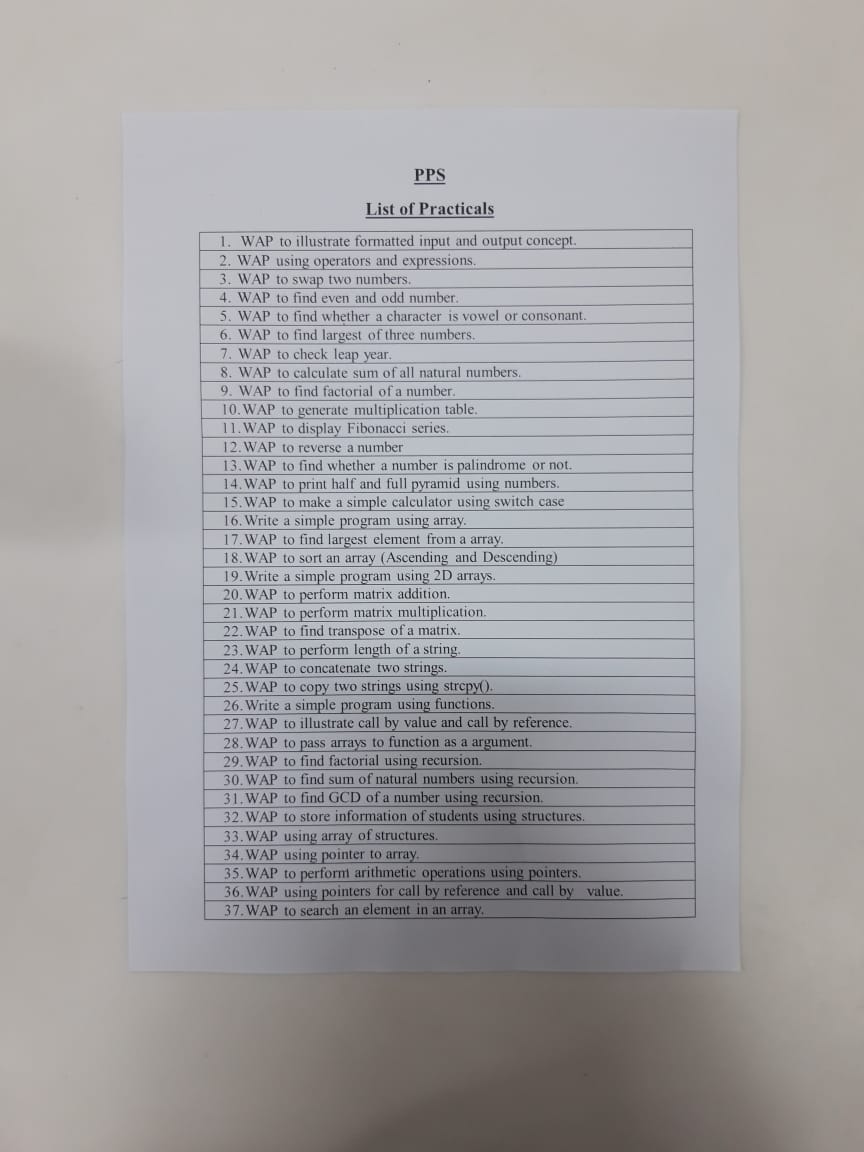 PPS
List of Practicals
1. WAP to illustrate formatted input and output concept.
2. WAP using operators and expressions.
3. WAP to swap two numbers.
4. WAP to find even and odd number.
5. WAP to find whether a character is vowel or consonant.
6. WAP to find largest of three numbers.
7. WAP to check leap year.
8. WAP to calculate sum of all natural numbers.
9. WAP to find factorial of a number.
10. WAP to generate multiplication table.
11. WAP to display Fibonacci series.
12. WAP to reverse a number
13. WAP to find whether a number is palindrome or not.
14. WAP to print half and full pyramid using numbers.
15. WAP to make a simple calculator using switch case
16. Write a simple program using array.
17. WAP to find largest element from a array.
18. WAP to sort an array (Ascending and Descending)
19. Write a simple program using 2D arrays.
20. WAP to perform matrix addition.
21. WAP to perform matrix multiplication.
22. WAP to find transpose of a matrix.
23. WAP to perform length of a string.
24. WAP to concatenate two strings.
25. WAP to copy two strings using strcpy().
26. Write a simple program using functions.
27. WAP to illustrate call by value and call by reference.
28. WAP to pass arrays to function as a argument.
29. WAP to find factorial using recursion.
30. WAP to find sum of natural numbers using recursion.
31. WAP to find GCD of a number using recursion.
32. WAP to store information of students using structures.
33. WAP using array of structures.
34. WAP using pointer to array.
35. WAP to perform arithmetic operations using pointers.
36. WAP using pointers for call by reference and call by value.
37. WAP to search an element in an array.